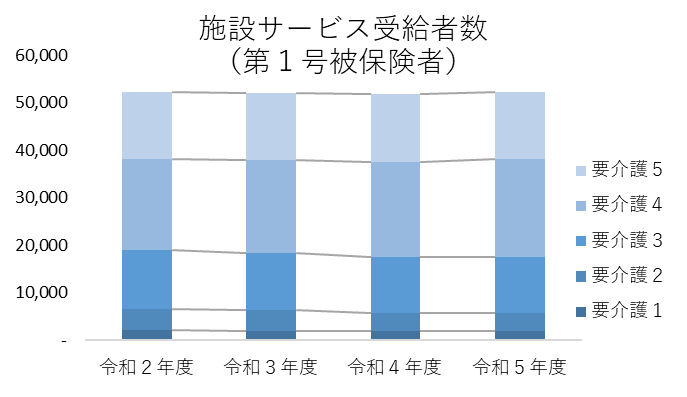 施設サービス受給者数
（第１号被保険者）
60,000
50,000
40,000
30,000
20,000
10,000
-
令和２年度
令和３年度
令和４年度
令和５年度
要介護５
要介護４
要介護３
要介護２
要介護１